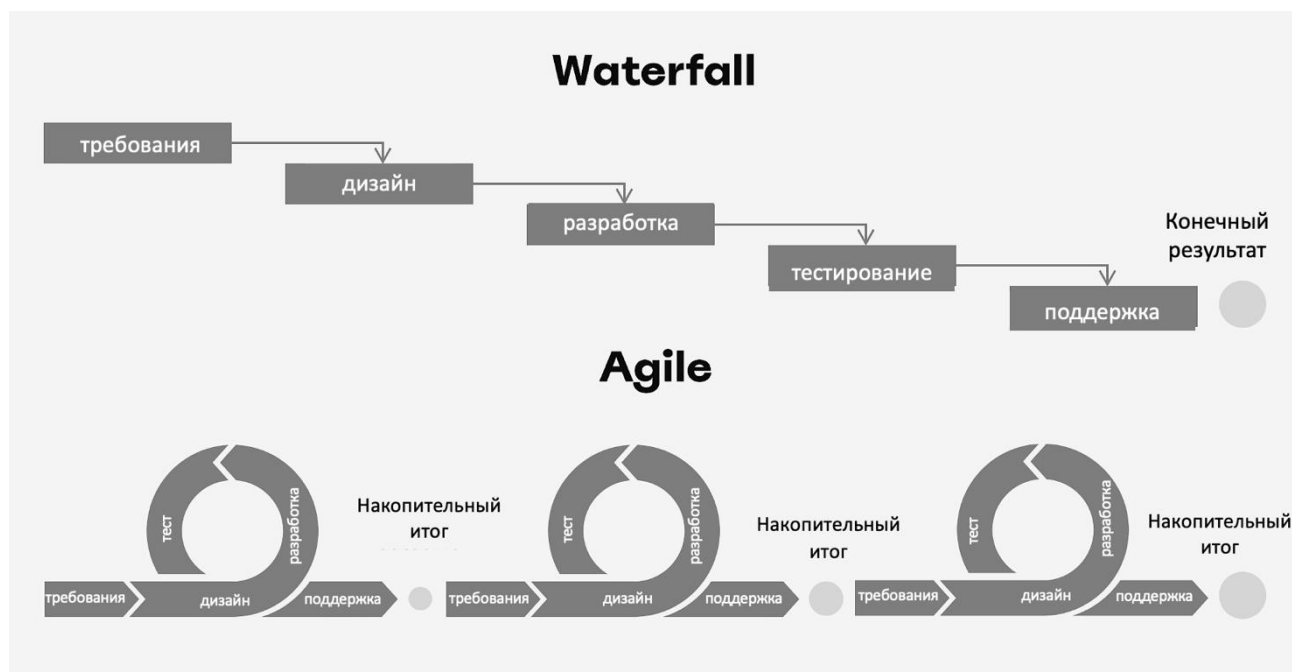 Waterfall
требования
дизайн
разработка
тестирование
поддержка
Конечный
результат
Agile
требования
дизайн
разработка
тест
поддержка
Накопительный
итог
требования
дизайн
разработка
тест
поддержка
Накопительный
итог
требования
дизайн
разработка
тест
поддержка
Накопительный
итог